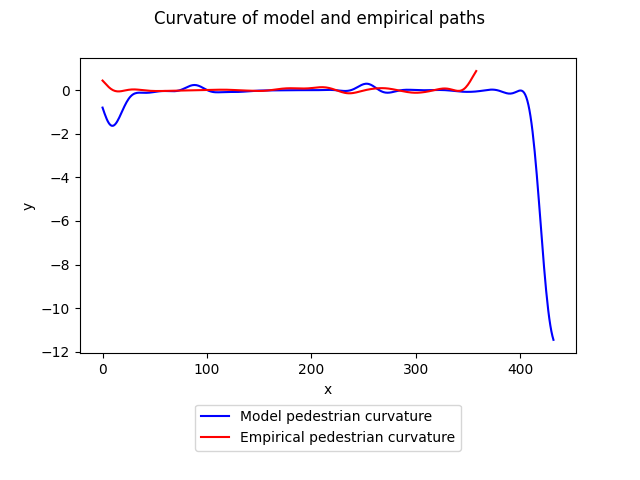 Curvature of model and empirical paths
0
−2
−4
−6
−8
−10
−12
y
0 100 200 300 400
x
Model pedestrian curvature
Empirical pedestrian curvature